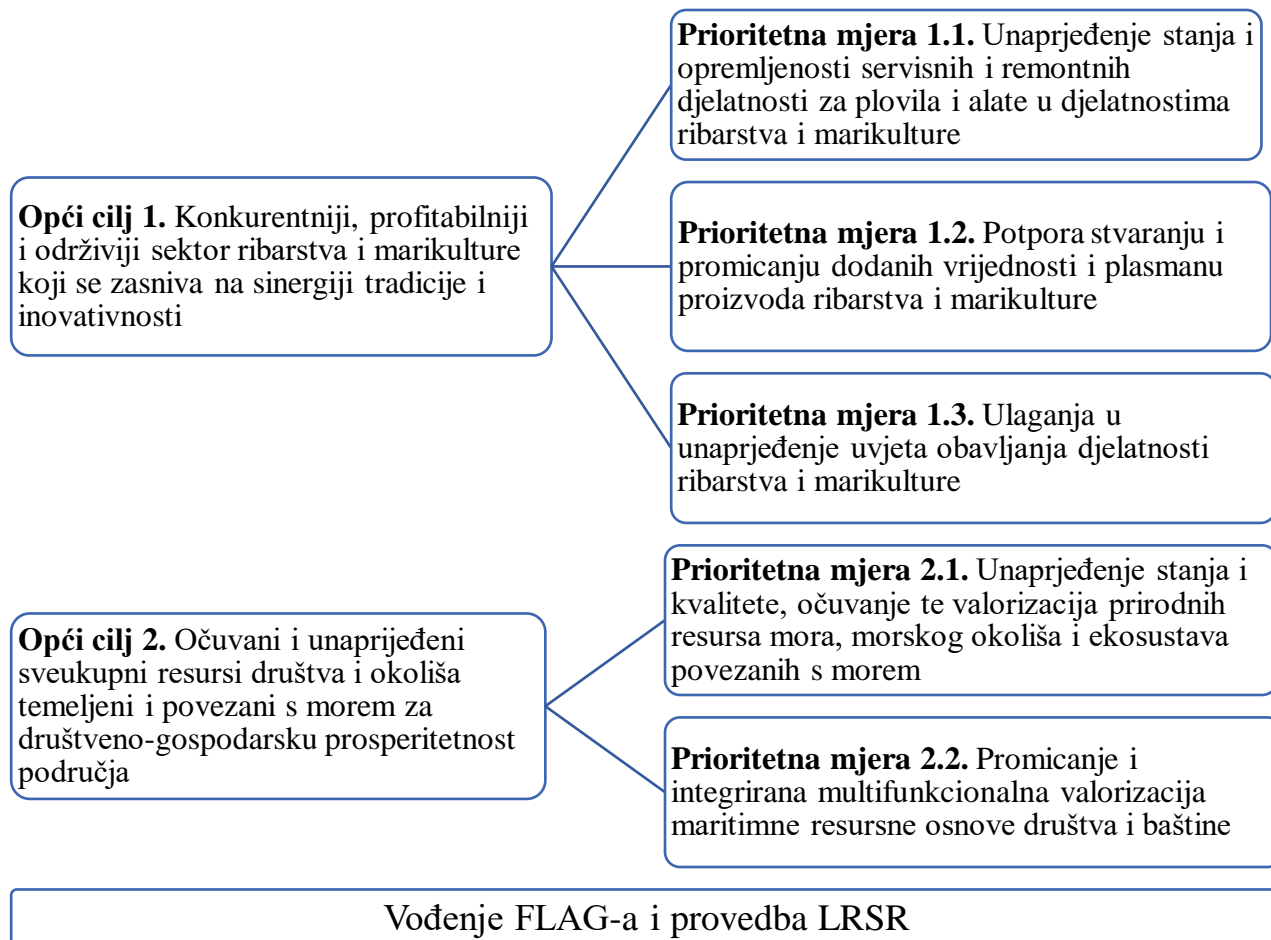 Opći cilj 1. Konkurentniji, profitabilniji
i održiviji sektor ribarstva i marikulture
koji se zasniva na sinergiji tradicije i
inovativnosti
Prioritetna mjera 1.1. Unaprjeđenje stanja i
opremljenosti servisnih i remontnih
djelatnosti za plovila i alate u djelatnostima
ribarstva i marikulture
Prioritetna mjera 1.2. Potpora stvaranju i
promicanju dodanih vrijednosti i plasmanu
proizvoda ribarstva i marikulture
Prioritetna mjera 1.3. Ulaganja u
unaprjeđenje uvjeta obavljanja djelatnosti
ribarstva i marikulture
Opći cilj 2. Očuvani i unaprijeđeni
sveukupni resursi društva i okoliša
temeljeni i povezani s morem za
društveno-gospodarsku prosperitetnost
područja
Prioritetna mjera 2.1. Unaprjeđenje stanja i
kvalitete, očuvanje te valorizacija prirodnih
resursa mora, morskog okoliša i ekosustava
povezanih s morem
Prioritetna mjera 2.2. Promicanje i
integrirana multifunkcionalna valorizacija
maritimne resursne osnove društva i baštine
Vođenje FLAG-a i provedba LRSR